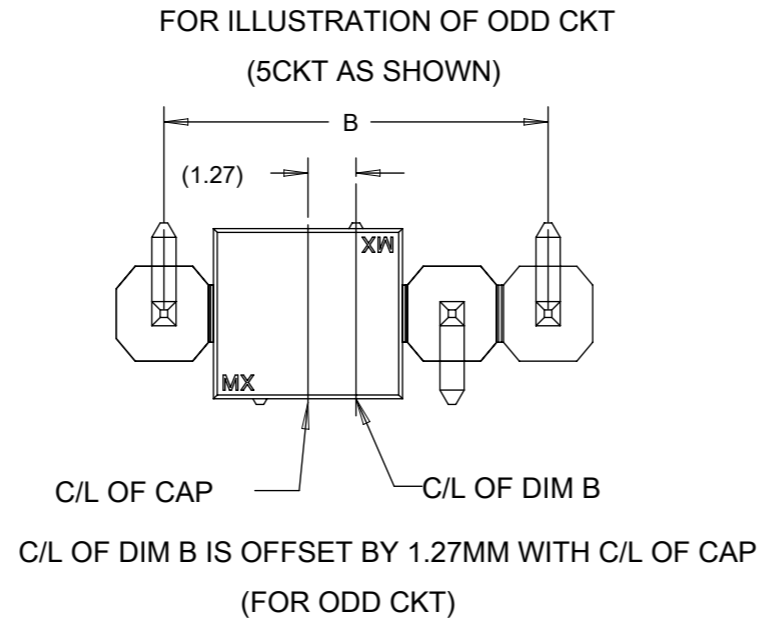 FOR ILLUSTRATION OF ODD CKT
(5CKT AS SHOWN)
B
(1.27)
MX
MX
C/L OF CAP
C/L OF DIM B
C/L OF DIM B IS OFFSET BY 1.27MM WITH C/L OF CAP
(FOR ODD CKT)